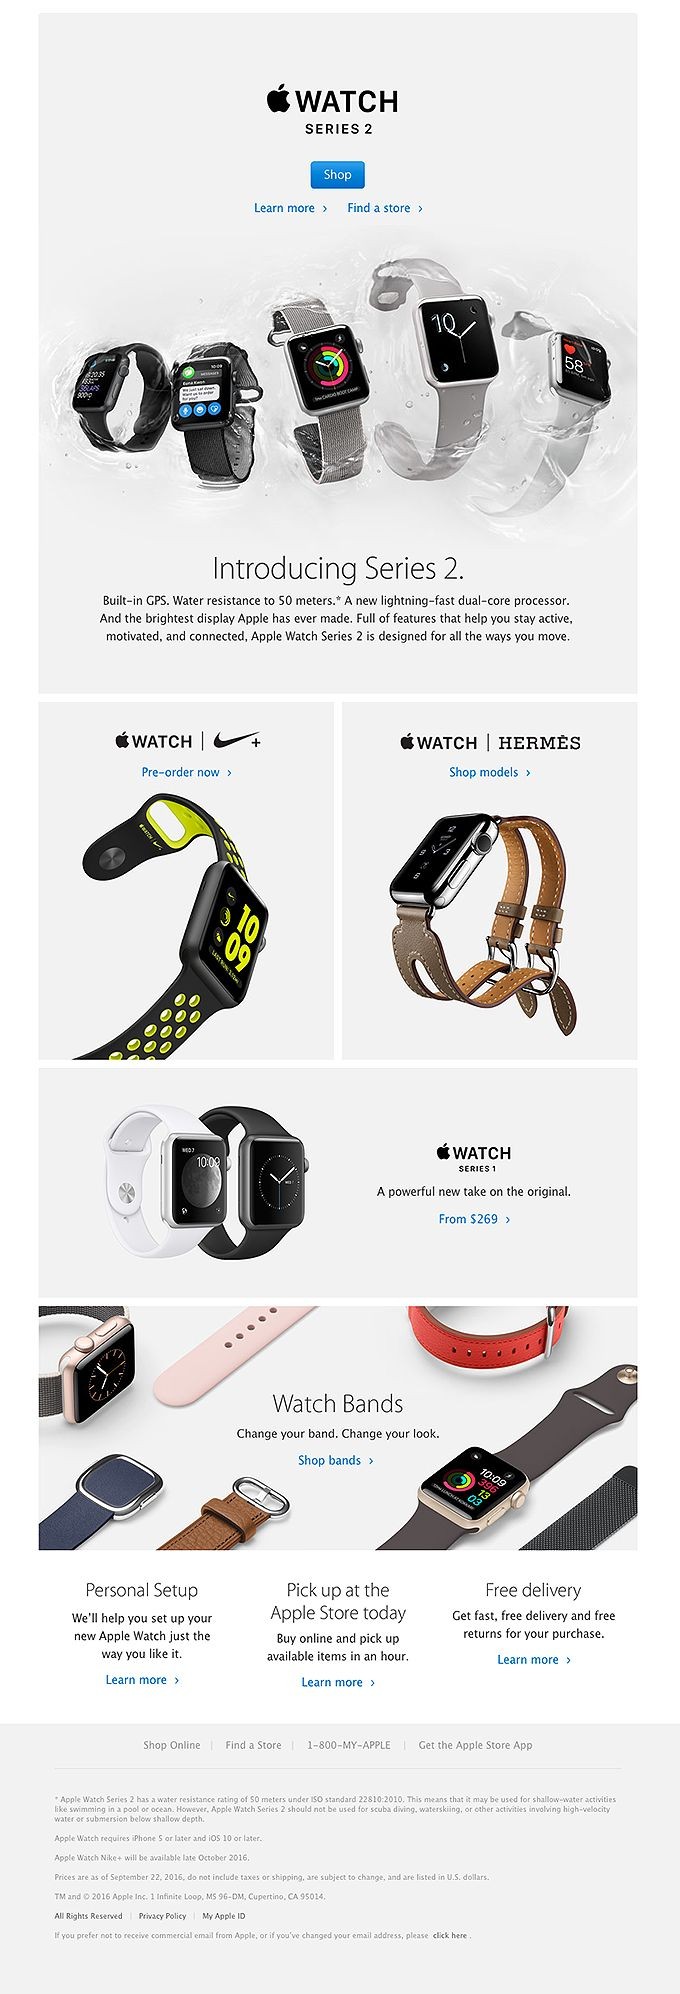 WATCH
SERIES 2
Shop
Learn more › Find a store ›
10:09
MESSAGES
10
58
Introducing Series 2.
Built-in GPS. Water resistance to 50 meters.* A new lightning-fast dual-core processor.
And the brightest display Apple has ever made. Full of features that help you stay active,
motivated, and connected, Apple Watch Series 2 is designed for all the ways you move.
WATCH | +
Pre-order now ›
WATCH
10
09
WATCH | HERMÈS
Shop models ›
WED 7
10:09
WATCH
SERIES 1
A powerful new take on the original.
From $269 ›
Watch Bands
Change your band. Change your look.
Shop bands ›
10:09
396
13
03
Personal Setup
We'll help you set up your
new Apple Watch just the
way you like it.
Learn more ›
Pick up at the
Apple Store today
Buy online and pick up
available items in an hour.
Learn more ›
Free delivery
Get fast, free delivery and free
returns for your purchase.
Learn more ›
Shop Online | Find a Store | 1-800-MY-APPLE | Get the Apple Store App
* Apple Watch Series 2 has a water resistance rating of 50 meters under ISO standard 22810:2010. This means that it may be used for shallow-water activities
like swimming in a pool or ocean. However, Apple Watch Series 2 should not be used for scuba diving, waterskiing, or other activities involving high-velocity
water or submersion below shallow depth.
Apple Watch requires iPhone 5 or later and iOS 10 or later.
Apple Watch Nike+ will be available late October 2016.
Prices are as of September 22, 2016, do not include taxes or shipping, are subject to change, and are listed in U.S. dollars.
TM and © 2016 Apple Inc. 1 Infinite Loop, MS 96-DM, Cupertino, CA 95014.
All Rights Reserved | Privacy Policy | My Apple ID
If you prefer not to receive commercial email from Apple, or if you've changed your email address, please click here .